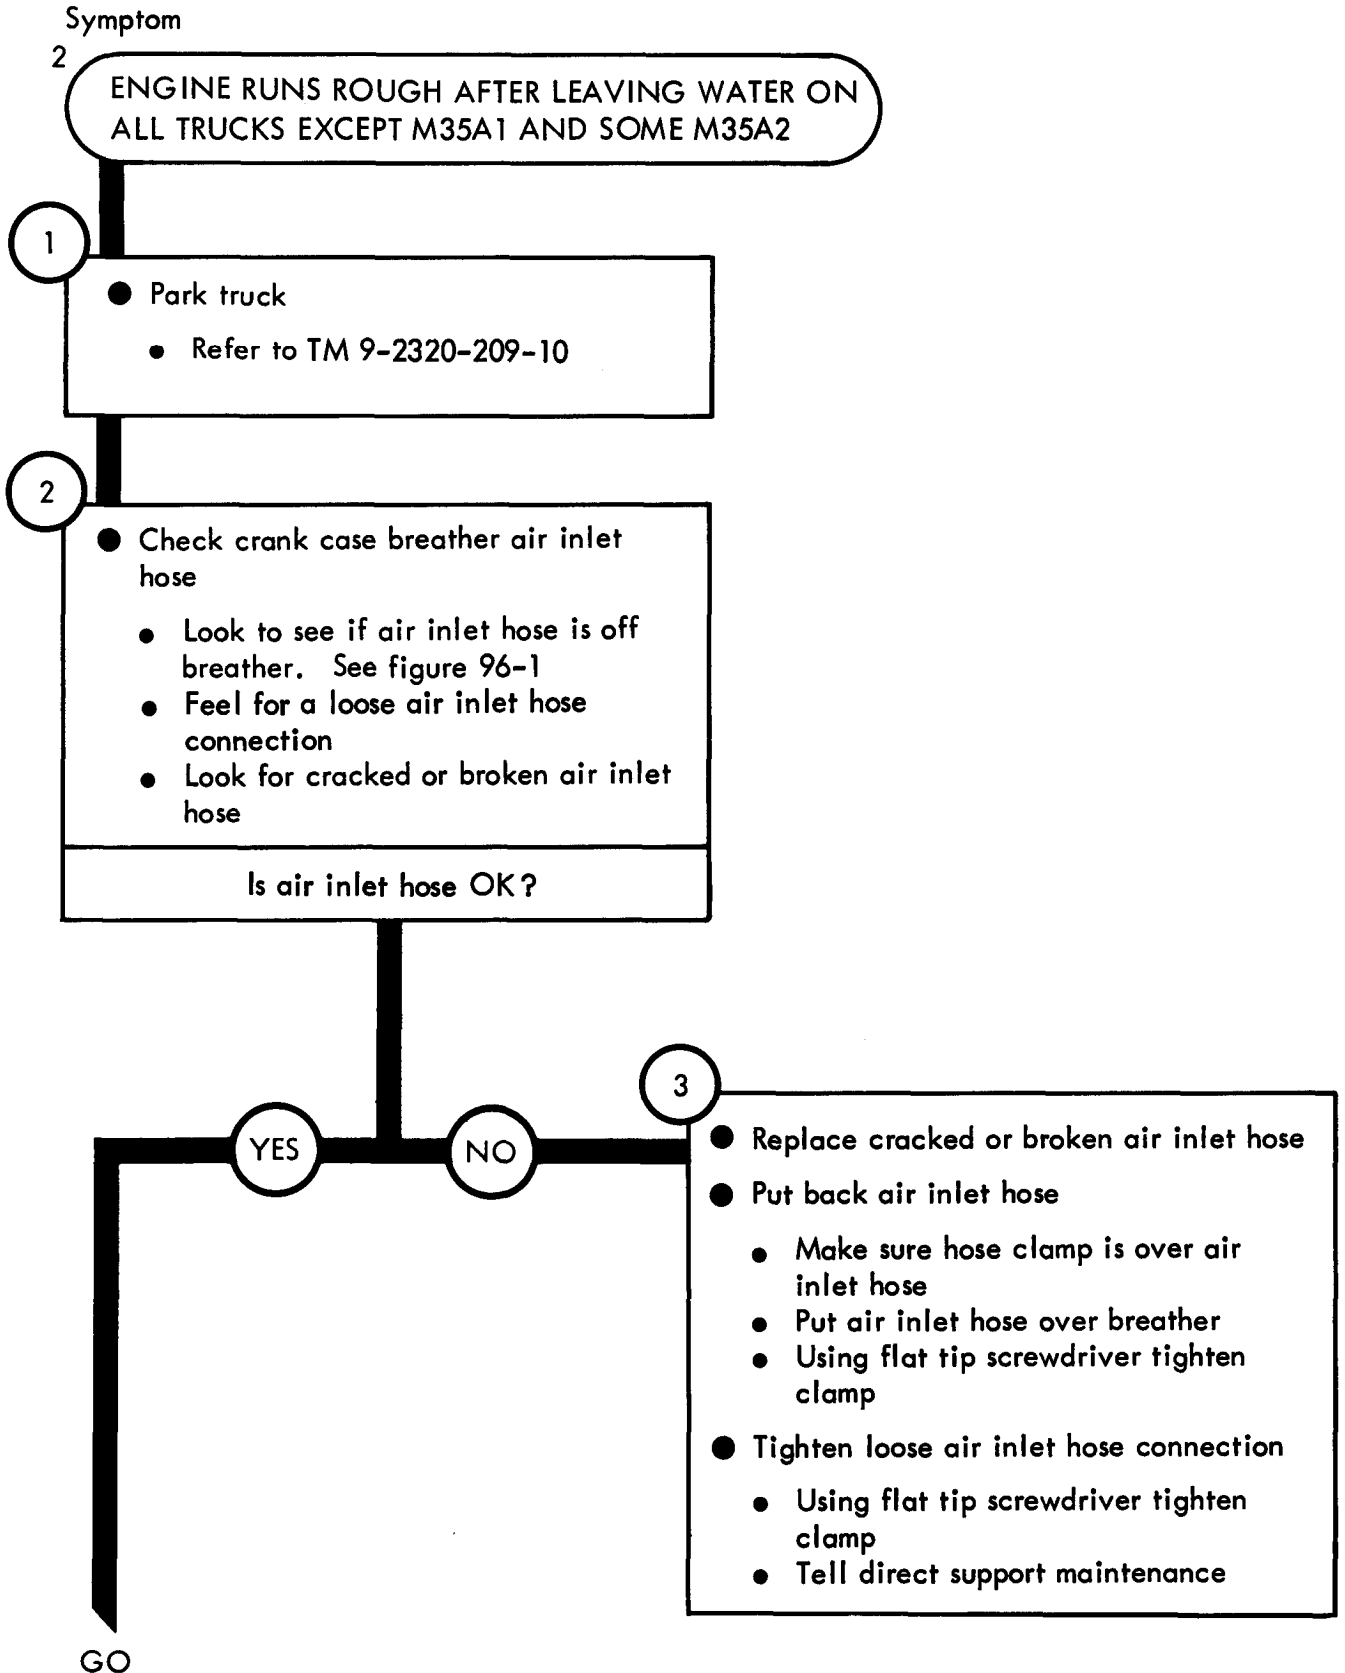 Symptom
2
ENGINE RUNS ROUGH AFTER LEAVING WATER ON
ALL TRUCKS EXCEPT M35A1 AND SOME M35A2
1
● Park truck
● Refer to TM 9-2320-209-10
2
● Check crank case breather air inlet
hose
● Look to see if air inlet hose is off
breather. See figure 96-1
● Feel for a loose air inlet hose
connection
● Look for cracked or broken air inlet
hose
Is air inlet hose OK?
YES
NO
3
● Replace cracked or broken air inlet hose
● Put back air inlet hose
● Make sure hose clamp is over air
inlet hose
● Put air inlet hose over breather
● Using flat tip screwdriver tighten
clamp
● Tighten loose air inlet hose connection
● Using flat tip screwdriver tighten
clamp
● Tell direct support maintenance
GO